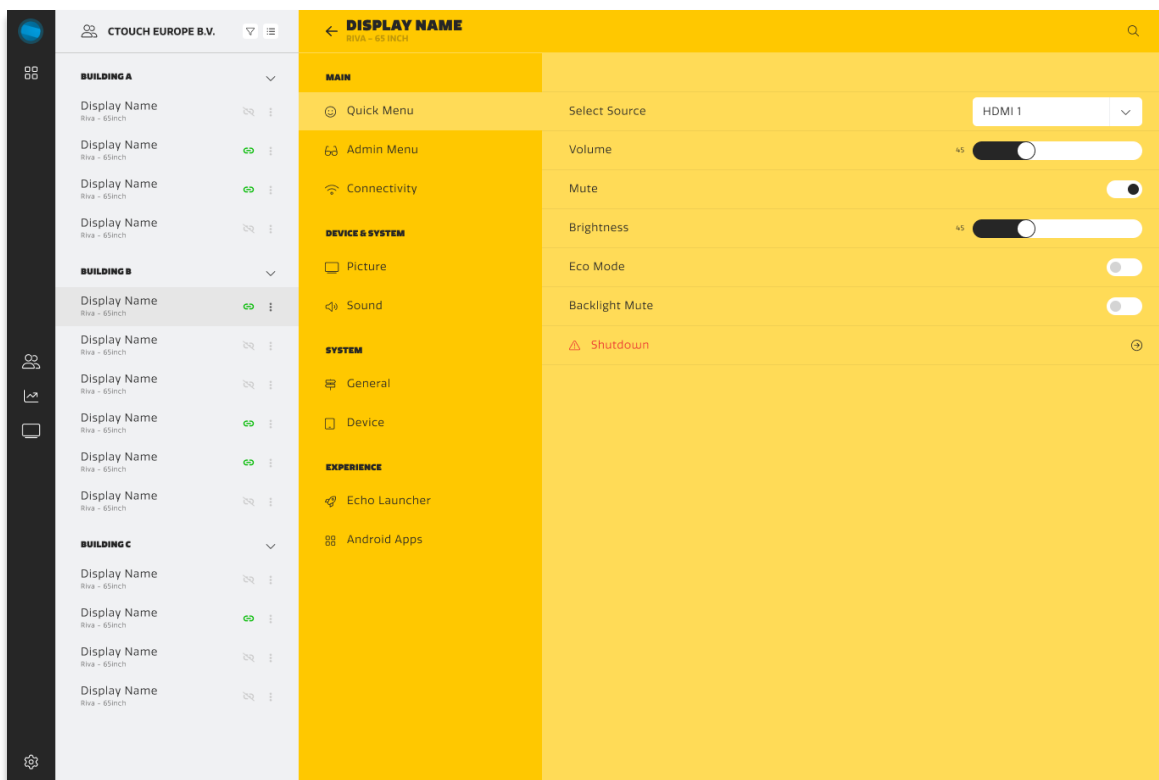 CTOUCH EUROPE B.V.
BUILDING A
Display Name
Riva - 65inch
Display Name
Riva - 65inch
Display Name
Riva - 65inch
Display Name
Riva - 65inch
BUILDING B
Display Name
Riva - 65inch
Display Name
Riva - 65inch
Display Name
Riva - 65inch
Display Name
Riva - 65inch
Display Name
Riva - 65inch
Display Name
Riva - 65inch
BUILDING C
Display Name
Riva - 65inch
Display Name
Riva - 65inch
Display Name
Riva - 65inch
Display Name
Riva - 65inch
DISPLAY NAME
RIVA – 65 INCH
MAIN
Quick Menu
Admin Menu
Connectivity
DEVICE & SYSTEM
Picture
Sound
SYSTEM
General
Device
EXPERIENCE
Echo Launcher
Android Apps
Select Source HDMI 1
Volume 45
Mute
Brightness 45
Eco Mode
Backlight Mute
Shutdown